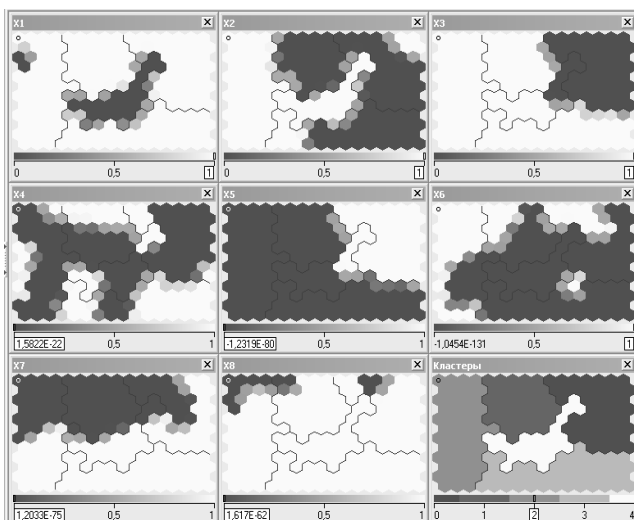 X1 X2 X3
0 0,5 1 0 0,5 1 0 0,5 1
X4 X5 X6
1,5822E-22 0,5 1 -1,2319E-80 0,5 1 -1,0454E-131 0,5 1
X7 X8 Кластеры
1,2033E-75 0,5 1 1,617E-62 0,5 1 0 1 2 3 4